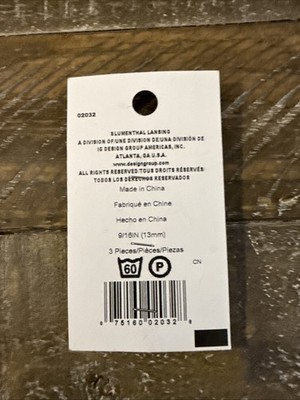 02032
BLUMENTHAL LANSING
A DIVISION OF/UNE DIVISION DE/UNA DIVISIÓN DE
IG DESIGN GROUP AMERICAS, INC.
ATLANTA, GA U.S.A.
www.designgroup.com
ALL RIGHTS RESERVED/TOUS DROITS RÉSERVÉS/
TODOS LOS DERECHOS RESERVADOS
Made in China
Fabriqué en Chine
Hecho en China
9/16IN (13mm)
3 Pieces/Pièces/Piezas
60 P CN
75160 02032